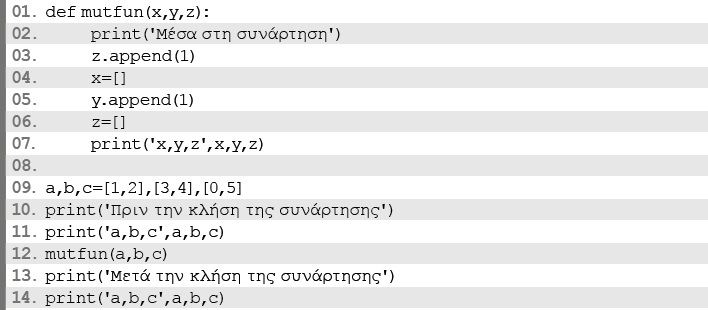 01. def mutfun(x,y,z):
02. print('Μέσα στη συνάρτηση')
03. z.append(1)
04. x=[]
05. y.append(1)
06. z=[]
07. print('x,y,z',x,y,z)
08.
09. a,b,c=[1,2],[3,4],[0,5]
10. print('Πριν την κλήση της συνάρτησης')
11. print('a,b,c',a,b,c)
12. mutfun(a,b,c)
13. print('Μετά την κλήση της συνάρτησης')
14. print('a,b,c',a,b,c)